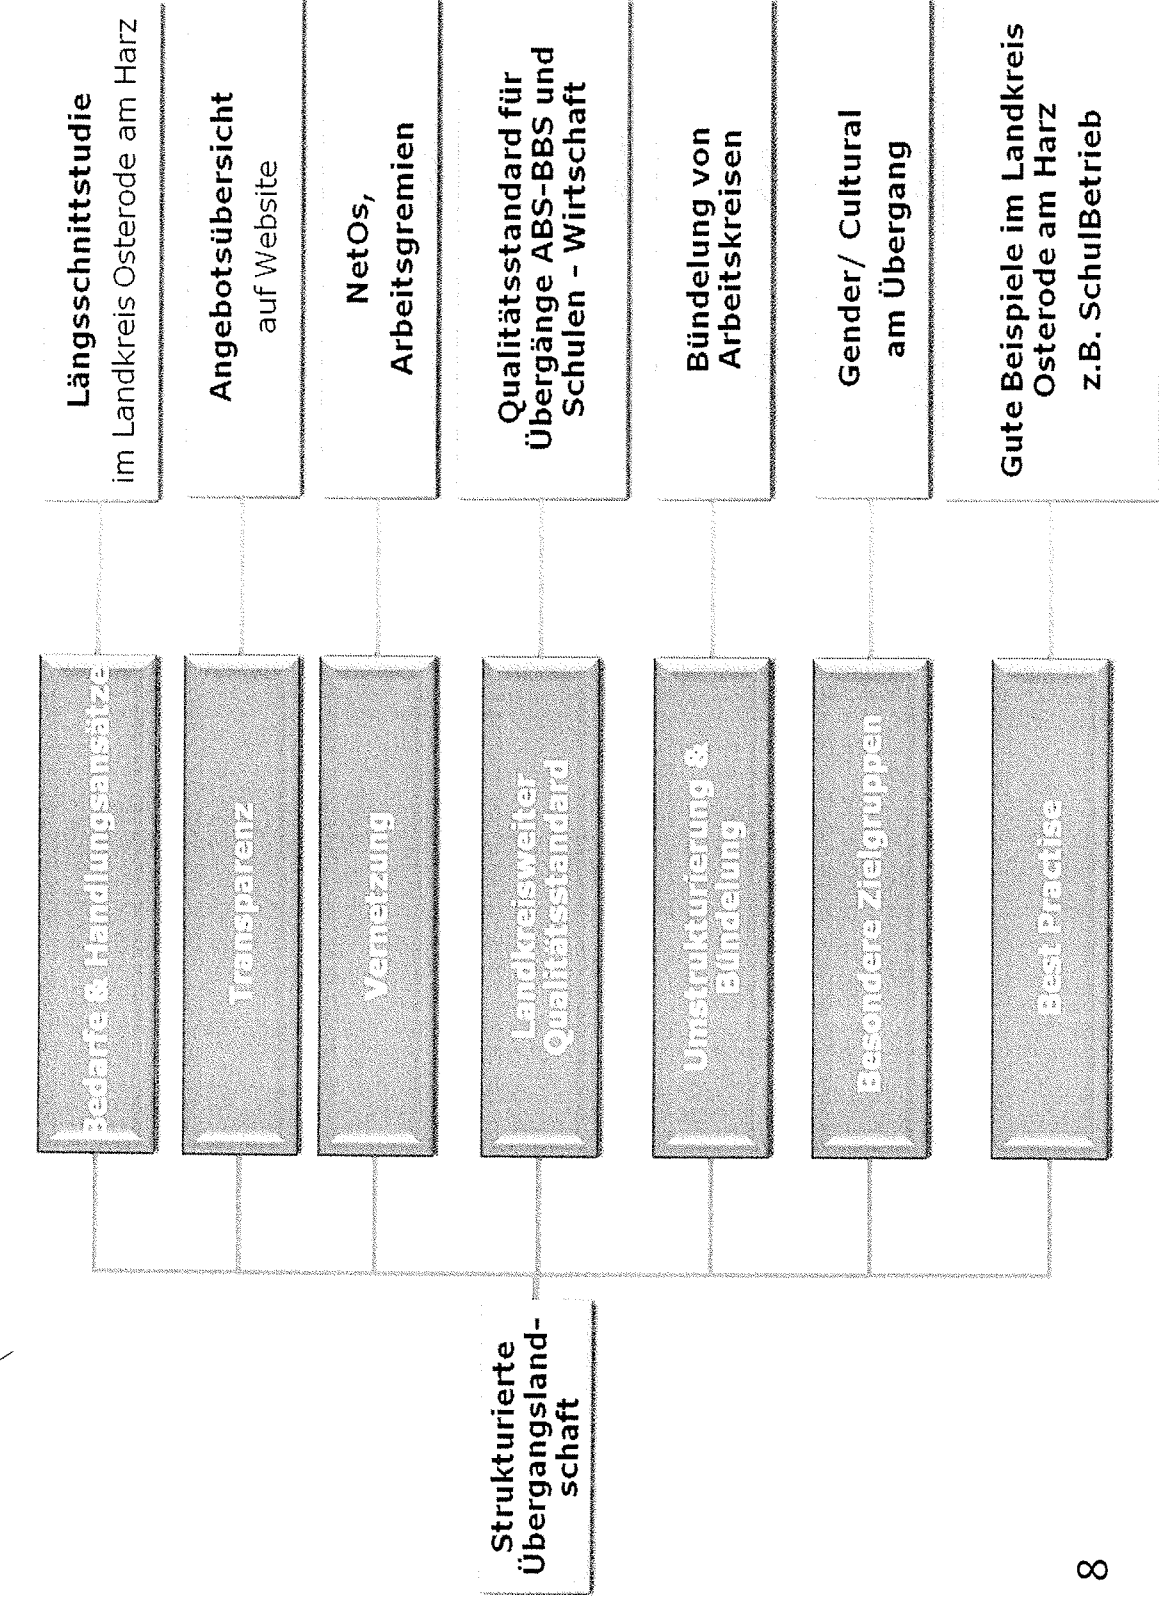 Strukturierte
Übergangsland-
schaft
Bedarfe & Handlungsansätze
Längsschnittstudie
im Landkreis Osterode am Harz
Transparenz
Angebotsübersicht
auf Website
Vernetzung
NetOs,
Arbeitsgremien
Landkreisweiter
Qualitätsstandard
Qualitätsstandard für
Übergänge ABS-BBS und
Schulen - Wirtschaft
Umstrukturierung &
Bündelung
Bündelung von
Arbeitskreisen
Besondere Zielgruppen
Gender/ Cultural
am Übergang
Best Practise
Gute Beispiele im Landkreis
Osterode am Harz
z.B. SchulBetrieb
8